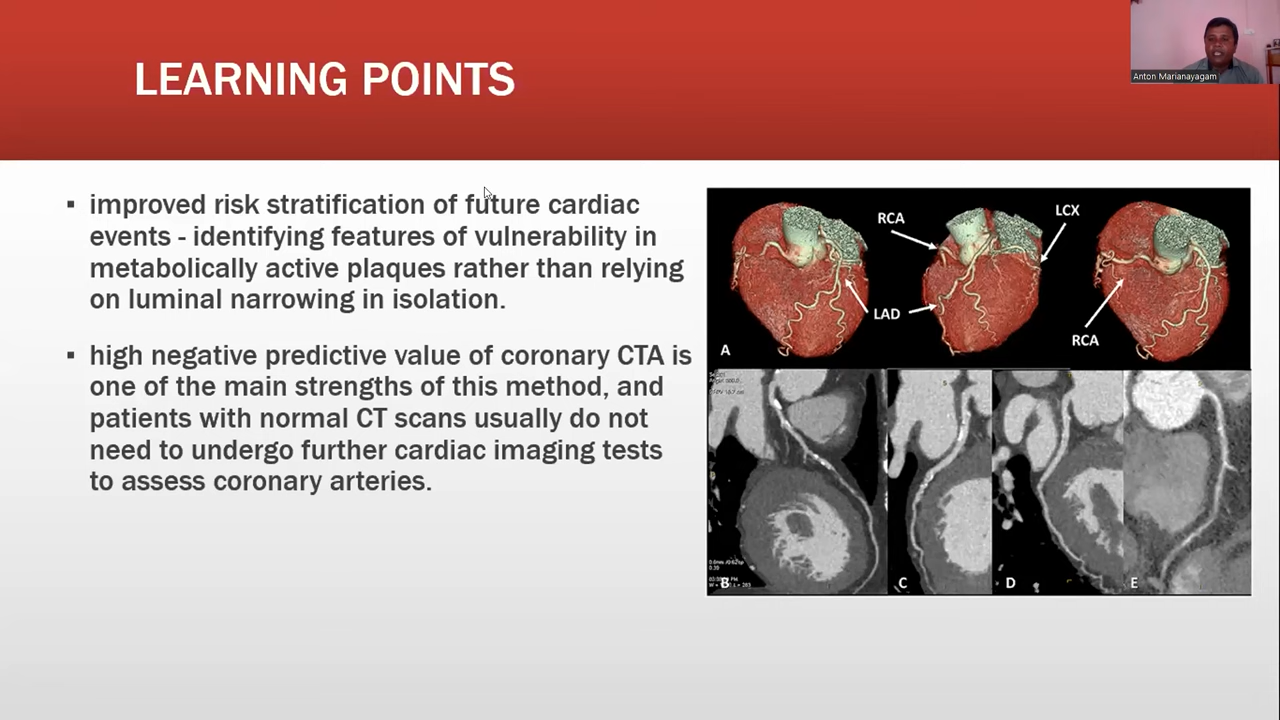 LEARNING POINTS
Anton Marianayagam
▪ improved risk stratification of future cardiac
events - identifying features of vulnerability in
metabolically active plaques rather than relying
on luminal narrowing in isolation.
▪ high negative predictive value of coronary CTA is
one of the main strengths of this method, and
patients with normal CT scans usually do not
need to undergo further cardiac imaging tests
to assess coronary arteries.
RCA
LCX
LAD
RCA
A
B
C
D
E